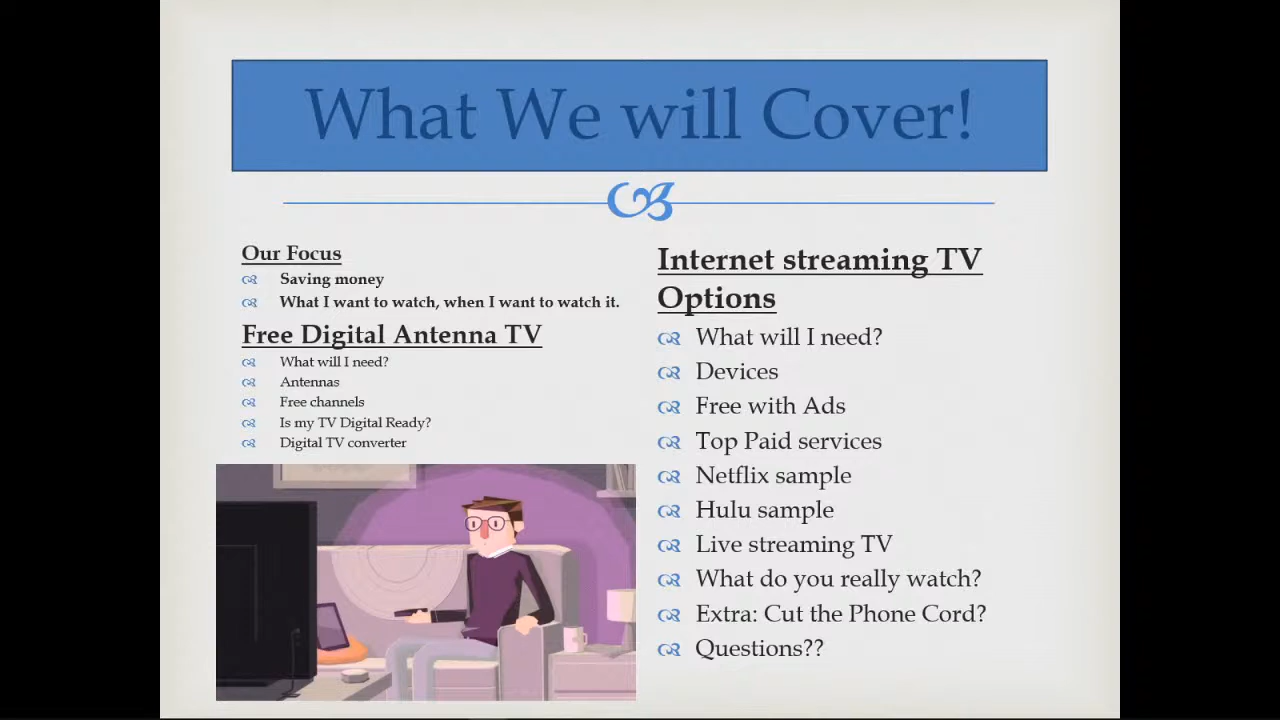 What We will Cover!
Our Focus
Saving money
What I want to watch, when I want to watch it.
Free Digital Antenna TV
What will I need?
Antennas
Free channels
Is my TV Digital Ready?
Digital TV converter
Internet streaming TV
Options
What will I need?
Devices
Free with Ads
Top Paid services
Netflix sample
Hulu sample
Live streaming TV
What do you really watch?
Extra: Cut the Phone Cord?
Questions??